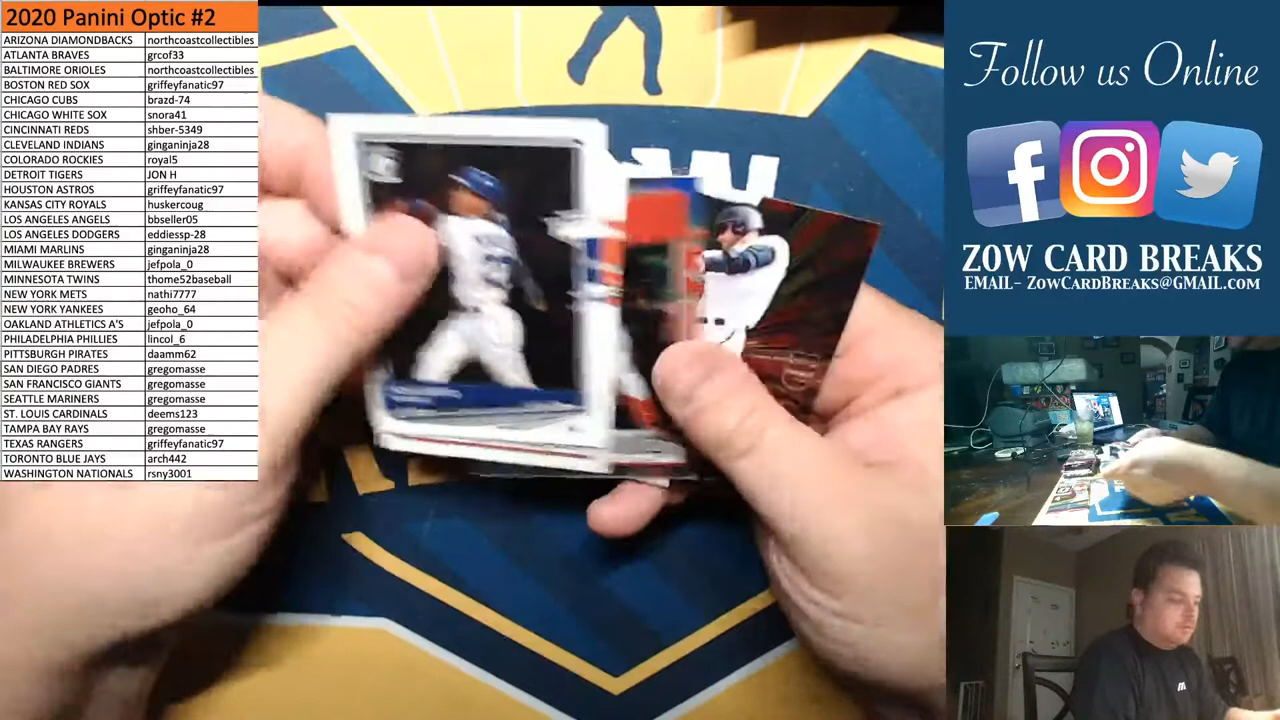 2020 Panini Optic #2
ARIZONA DIAMONDBACKS northcoastcollectibles
ATLANTA BRAVES grcof33
BALTIMORE ORIOLES northcoastcollectibles
BOSTON RED SOX griffeyfanatic97
CHICAGO CUBS brazd-74
CHICAGO WHITE SOX snora41
CINCINNATI REDS shber-5349
CLEVELAND INDIANS ginganinja28
COLORADO ROCKIES royal5
DETROIT TIGERS JON H
HOUSTON ASTROS griffeyfanatic97
KANSAS CITY ROYALS huskercoug
LOS ANGELES ANGELS bbseller05
LOS ANGELES DODGERS eddiessp-28
MIAMI MARLINS ginganinja28
MILWAUKEE BREWERS jefpola_0
MINNESOTA TWINS thome52baseball
NEW YORK METS nathi7777
NEW YORK YANKEES geoho_64
OAKLAND ATHLETICS A'S jefpola_0
PHILADELPHIA PHILLIES lincol_6
PITTSBURGH PIRATES daamm62
SAN DIEGO PADRES gregomasse
SAN FRANCISCO GIANTS gregomasse
SEATTLE MARINERS gregomasse
ST. LOUIS CARDINALS deems123
TAMPA BAY RAYS gregomasse
TEXAS RANGERS griffeyfanatic97
TORONTO BLUE JAYS arch442
WASHINGTON NATIONALS rsny3001
Follow us Online
ZOW CARD BREAKS
EMAIL- ZOWCARDBREAKS@GMAIL.COM